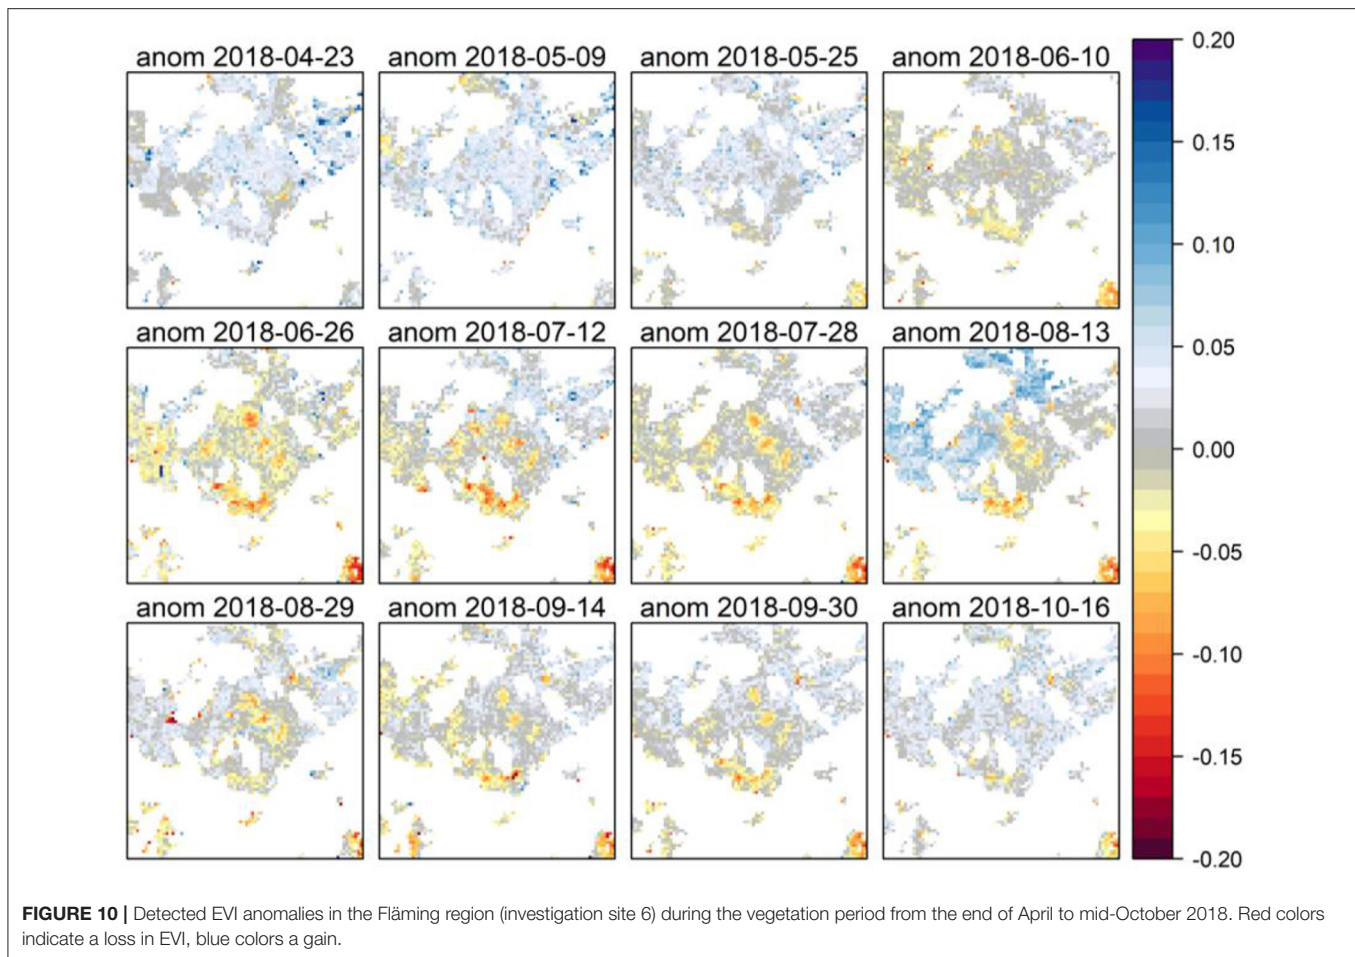 anom 2018-04-23 anom 2018-05-09 anom 2018-05-25 anom 2018-06-10
0.20
0.15
0.10
0.05
0.00
-0.05
-0.10
-0.15
-0.20
anom 2018-06-26 anom 2018-07-12 anom 2018-07-28 anom 2018-08-13
anom 2018-08-29 anom 2018-09-14 anom 2018-09-30 anom 2018-10-16
FIGURE 10 | Detected EVI anomalies in the Fläming region (investigation site 6) during the vegetation period from the end of April to mid-October 2018. Red colors
indicate a loss in EVI, blue colors a gain.